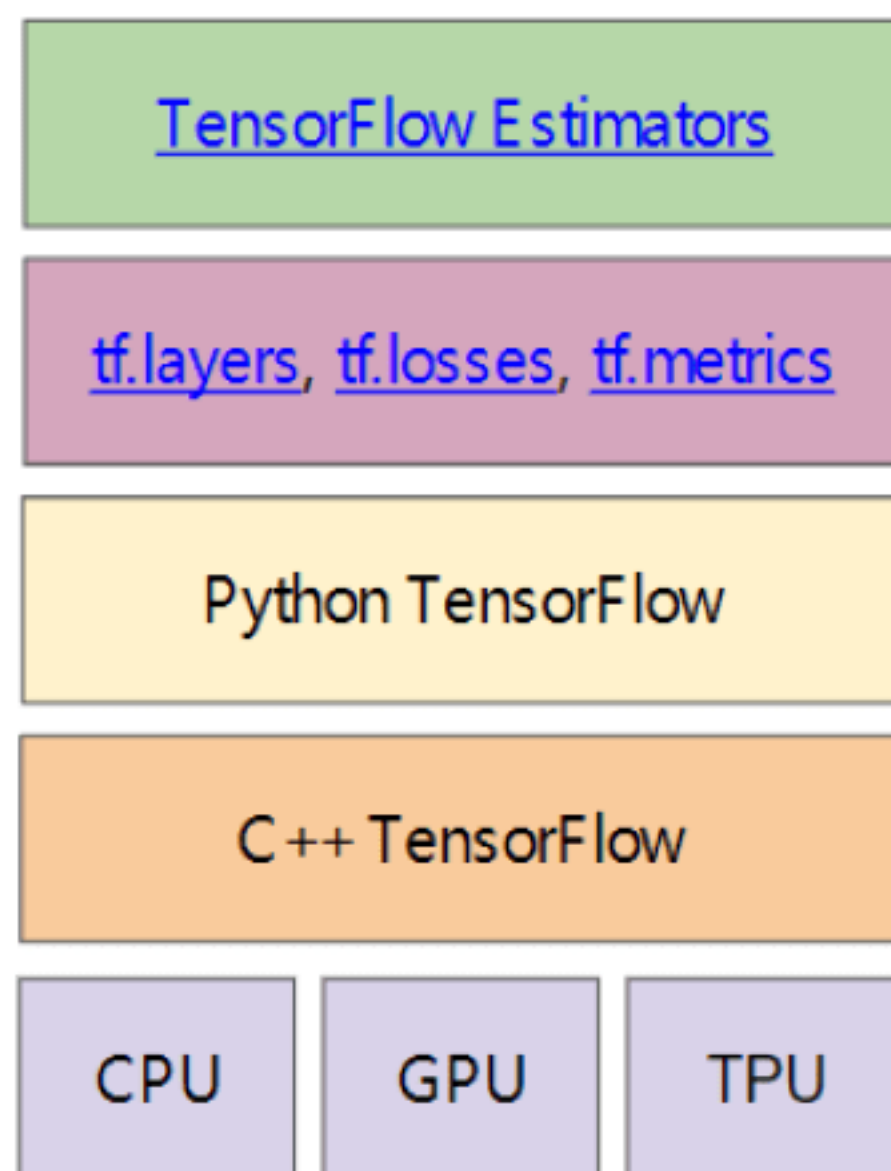 TensorFlow Estimators
tf.layers, tf.losses, tf.metrics
Python TensorFlow
C++ TensorFlow
CPU GPU TPU